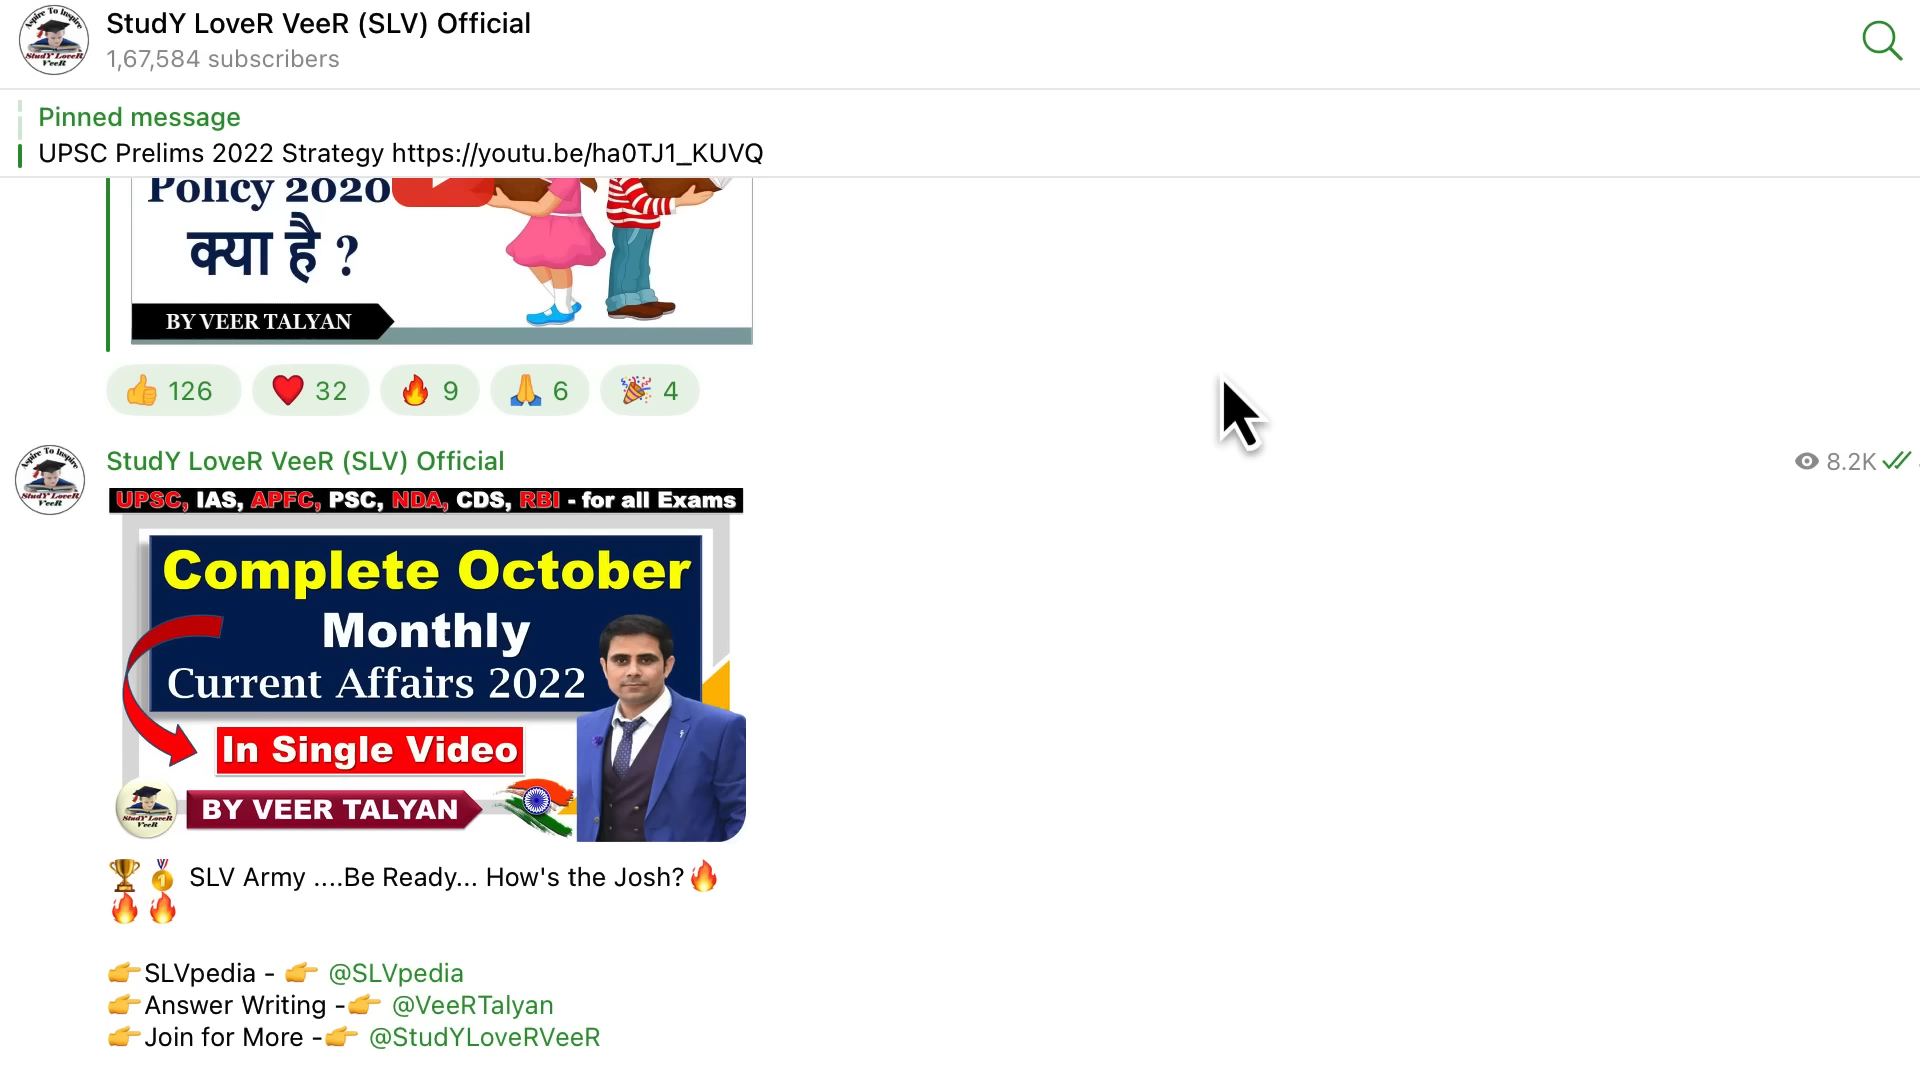 StudY LoveR VeeR (SLV) Official
1,67,584 subscribers
Pinned message
UPSC Prelims 2022 Strategy https://youtu.be/ha0TJ1_KUVQ
Policy 2020
क्या है ?
BY VEER TALYAN
👍 126 ❤️ 32 🔥 9 🙏 6 🎉 4
StudY LoveR VeeR (SLV) Official
8.2K
UPSC, IAS, APFC, PSC, NDA, CDS, RBI - for all Exams
Complete October
Monthly
Current Affairs 2022
In Single Video
StudY LoveR
VeeR
BY VEER TALYAN
🏆🥇 SLV Army ....Be Ready... How's the Josh?🔥
🔥🔥
👉SLVpedia - 👉 @SLVpedia
👉Answer Writing -👉 @VeeRTalyan
👉Join for More -👉 @StudYLoveRVeeR